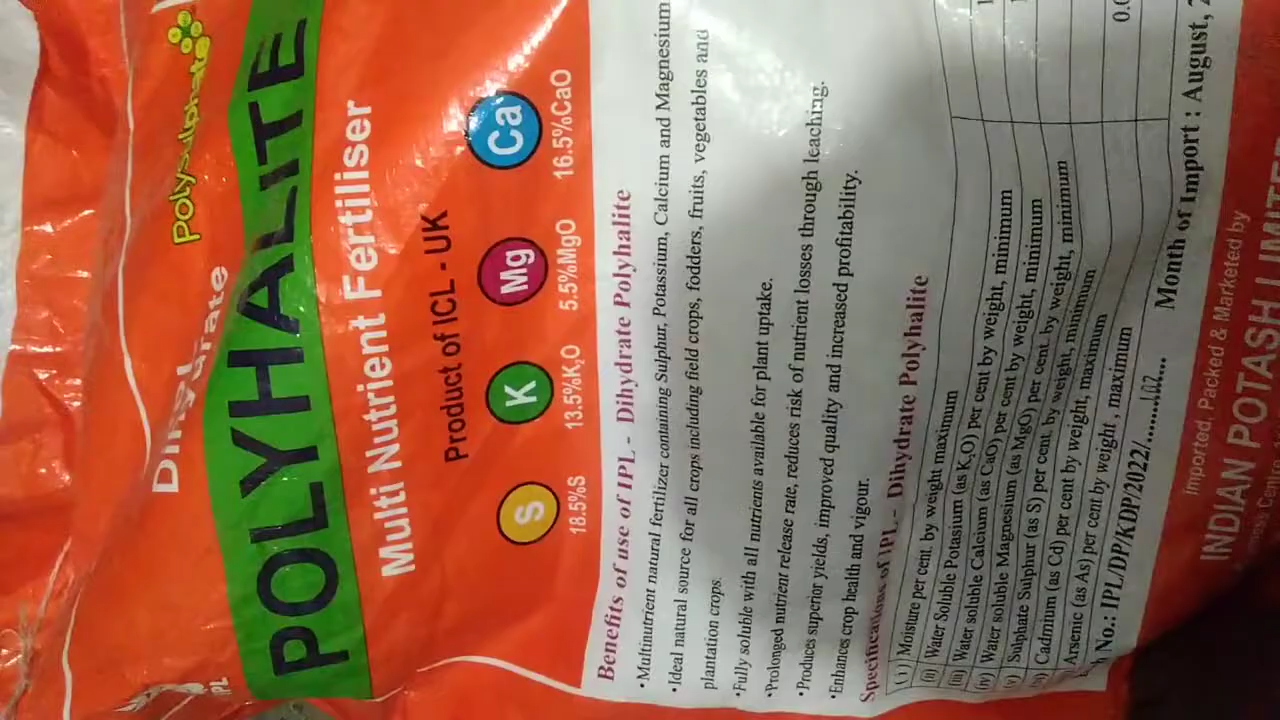 Polysulphate
Dihydrate
IPL
POLYHALITE
Multi Nutrient Fertiliser
Product of ICL - UK
S K Mg Ca
18.5%S 13.5%K₂O 5.5%MgO 16.5%CaO
Benefits of use of IPL - Dihydrate Polyhalite
•Multinutrient natural fertilizer containing Sulphur, Potassium, Calcium and Magnesium
•Ideal natural source for all crops including field crops, fodders, fruits, vegetables and
plantation crops.
•Fully soluble with all nutrients available for plant uptake.
•Prolonged nutrient release rate, reduces risk of nutrient losses through leaching.
•Produces superior yields, improved quality and increased profitability.
•Enhances crop health and vigour.
Specifications of IPL - Dihydrate Polyhalite
(i) Moisture per cent, by weight maximum
(ii) Water Soluble Potassium (as K₂O) per cent by weight, minimum
(iii) Water soluble Calcium (as CaO) per cent by weight, minimum
(iv) Water soluble Magnesium (as MgO) per cent by weight, minimum
(v) Sulphate Sulphur (as S) per cent by weight, minimum
Cadmium (as Cd) per cent by weight, maximum
Arsemic (as As) per cent by weight , maximum
No.: IPL/DP/KDP/2022/.......102..... Month of Import : August,
Imported, Packed & Marketed by
INDIAN POTASH LIMITED